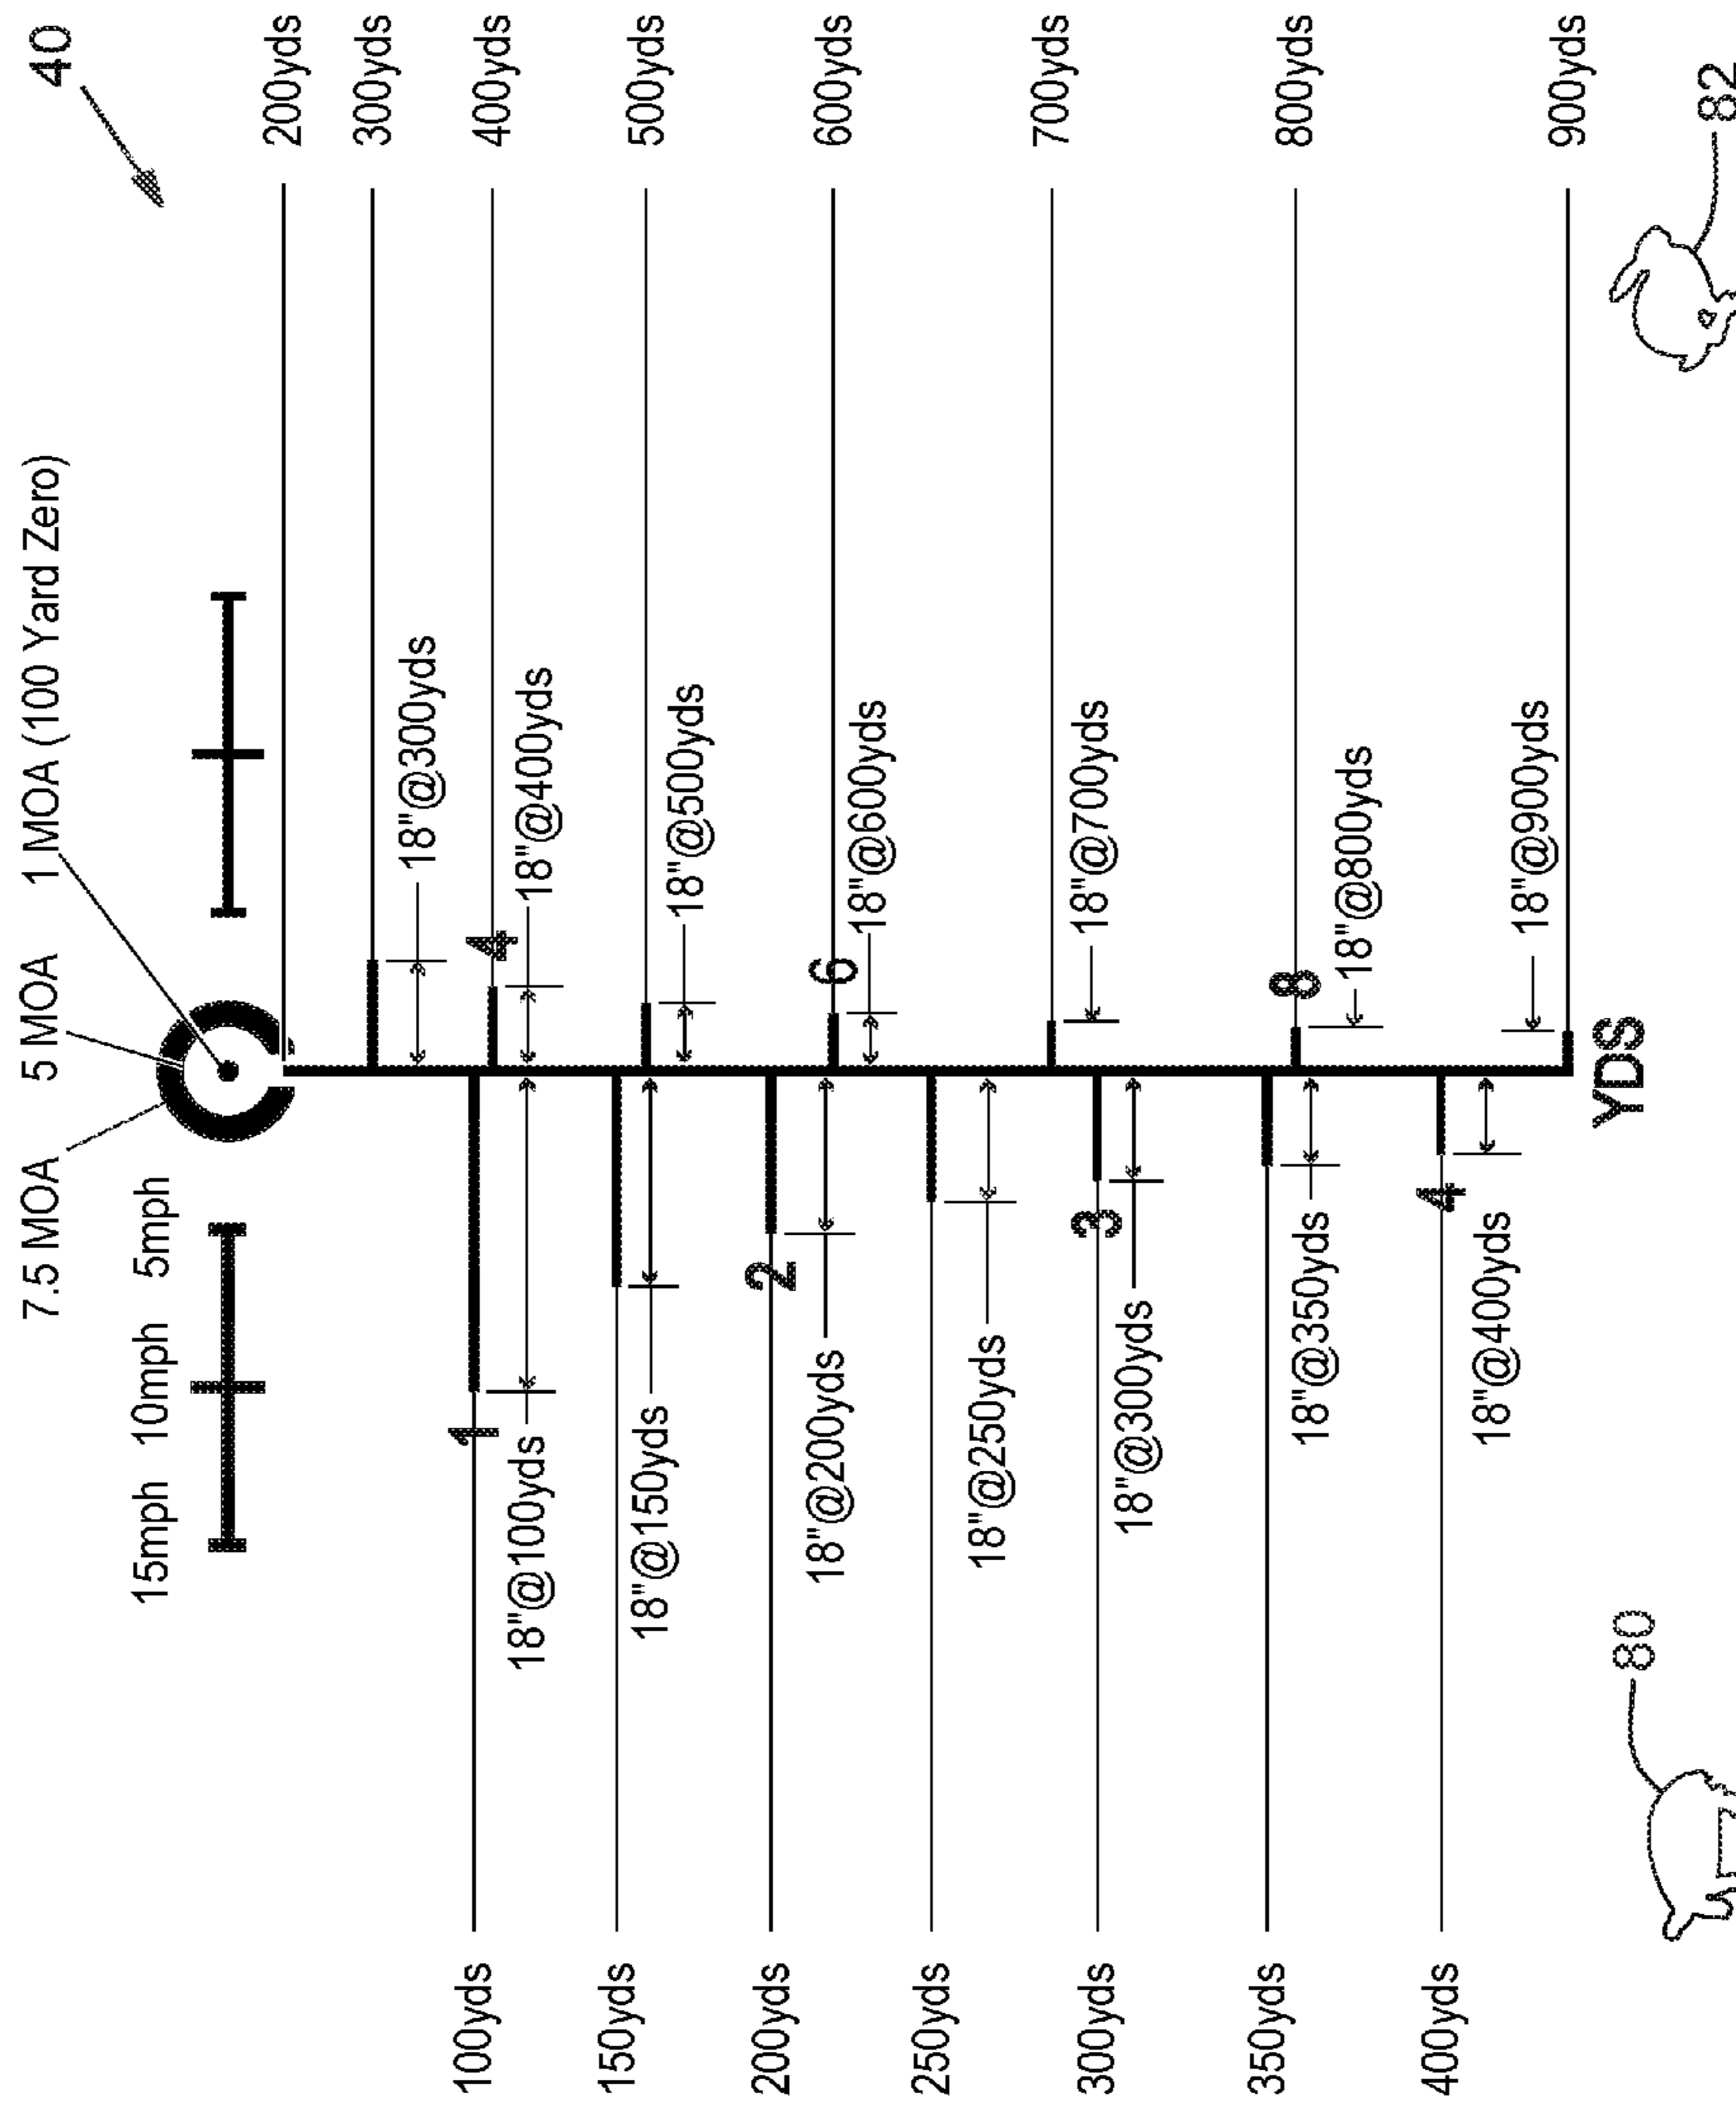 40
7.5 MOA
5 MOA
1 MOA (100 Yard Zero)
15mph 10mph 5mph
200yds
300yds
400yds
500yds
600yds
700yds
800yds
900yds
18"@300yds
4
18"@400yds
18"@500yds
6
18"@600yds
18"@700yds
8
18"@800yds
18"@900yds
100yds
150yds
200yds
250yds
300yds
350yds
400yds
1
18"@100yds
18"@150yds
2
18"@200yds
18"@250yds
3
18"@300yds
18"@350yds
4
18"@400yds
YDS
80
82